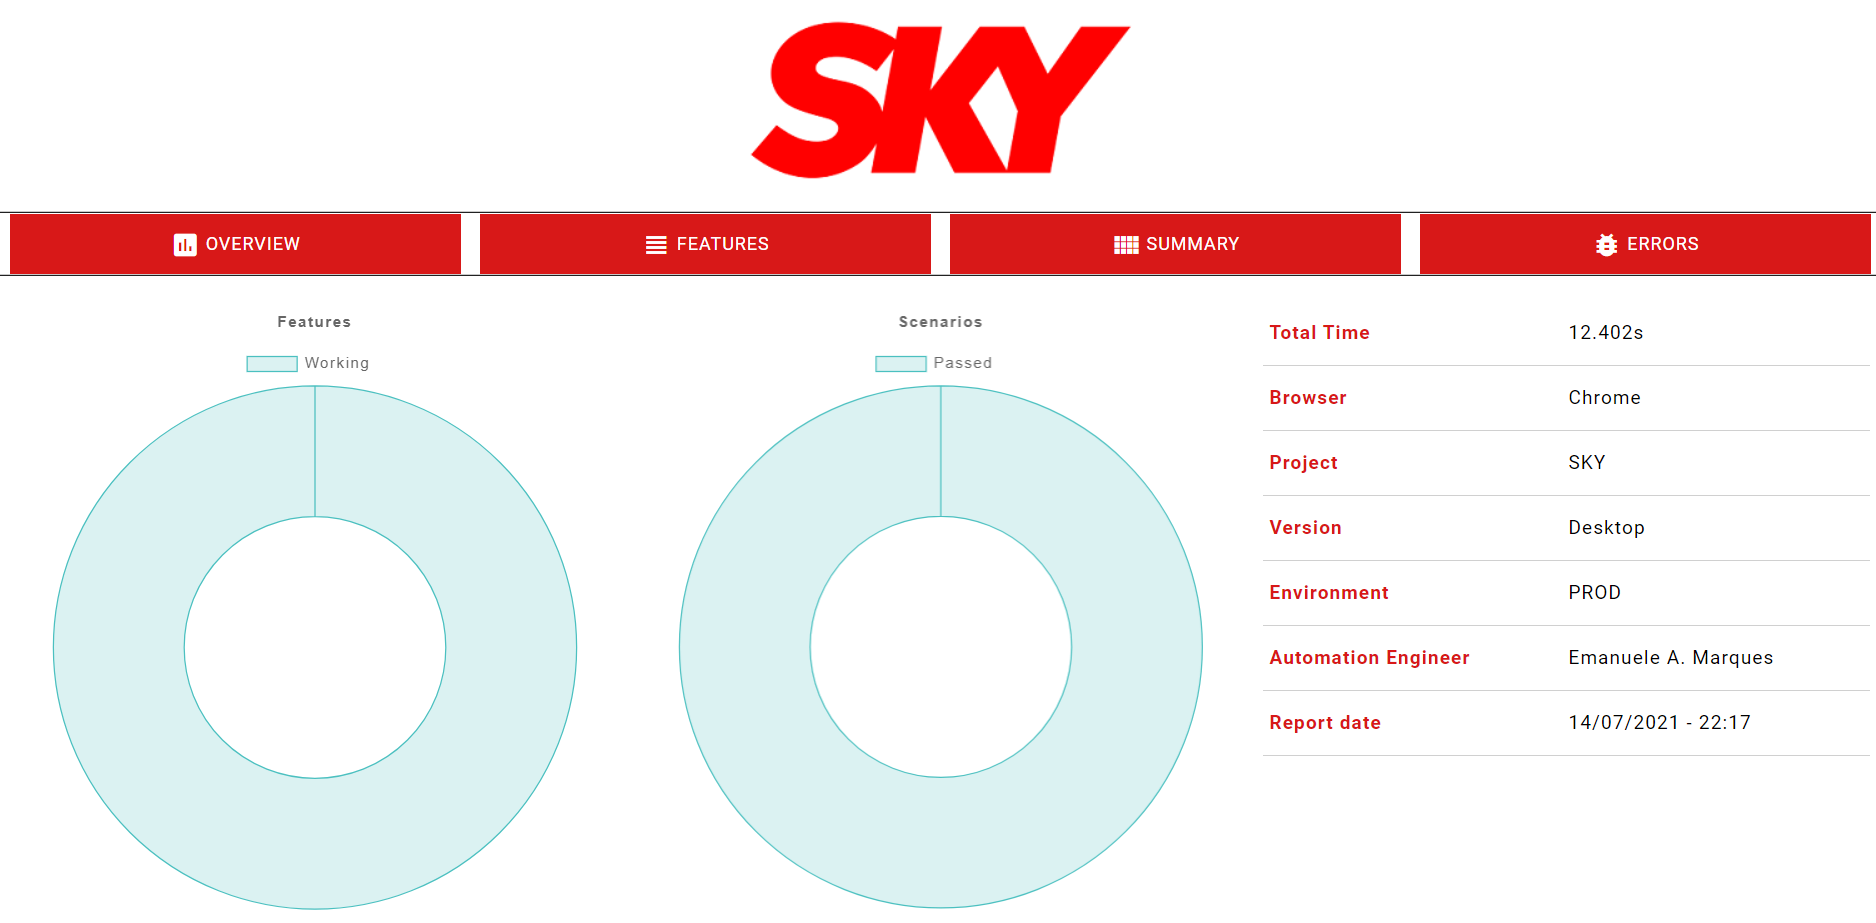 SKY
OVERVIEW
FEATURES
SUMMARY
ERRORS
Features
Working
Scenarios
Passed
Total Time 12.402s
Browser Chrome
Project SKY
Version Desktop
Environment PROD
Automation Engineer Emanuele A. Marques
Report date 14/07/2021 - 22:17